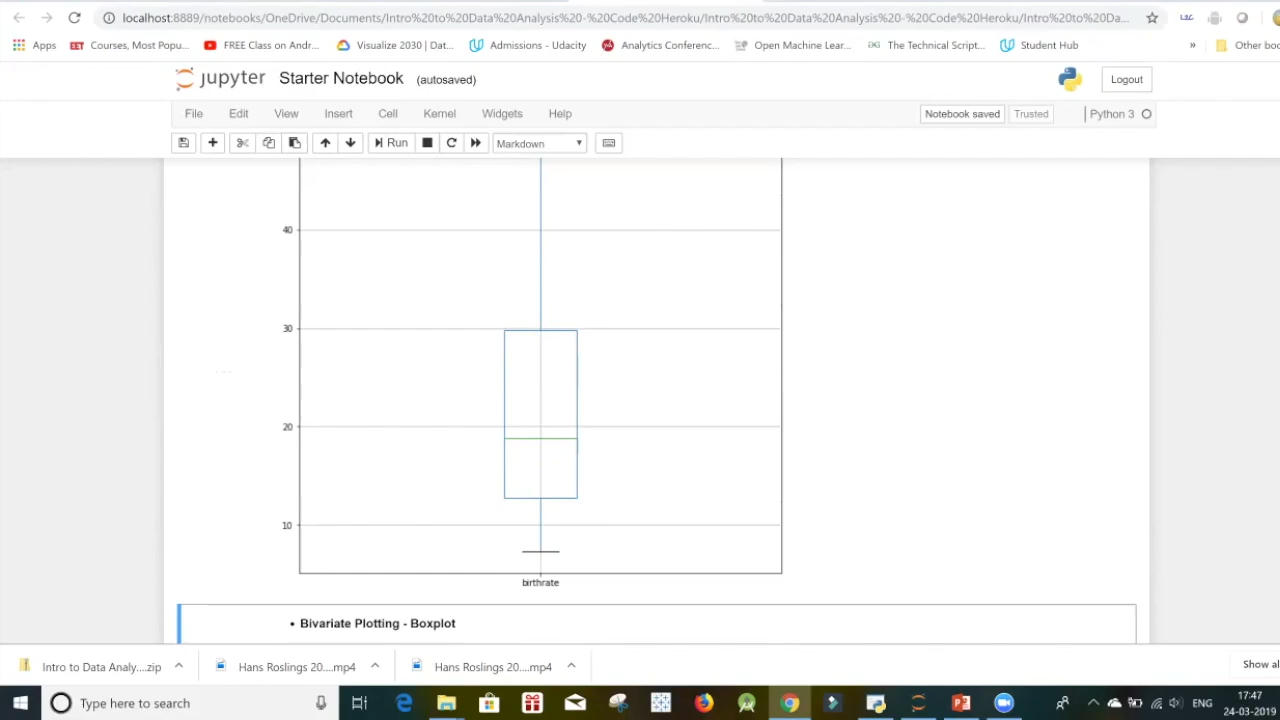 localhost:8889/notebooks/OneDrive/Documents/Intro%20to%20Data%20Analysis%20-%20Code%20Heroku/Intro%20to%20Data%20Analysis%20-%20Code%20Heroku/Intro%20to%20Da...
Apps Courses, Most Popu... FREE Class on Andr... Visualize 2030 | Dat... Admissions - Udacity Analytics Conferenc... Open Machine Lear... The Technical Script... Student Hub » Other boo
jupyter Starter Notebook (autosaved) Logout
File Edit View Insert Cell Kernel Widgets Help Notebook saved Trusted Python 3
Run Markdown
40
30
20
10
birthrate
• Bivariate Plotting - Boxplot
Intro to Data Analy....zip Hans Roslings 20....mp4 Hans Roslings 20....mp4 Show al
Type here to search ENG 17:47
24-03-2019